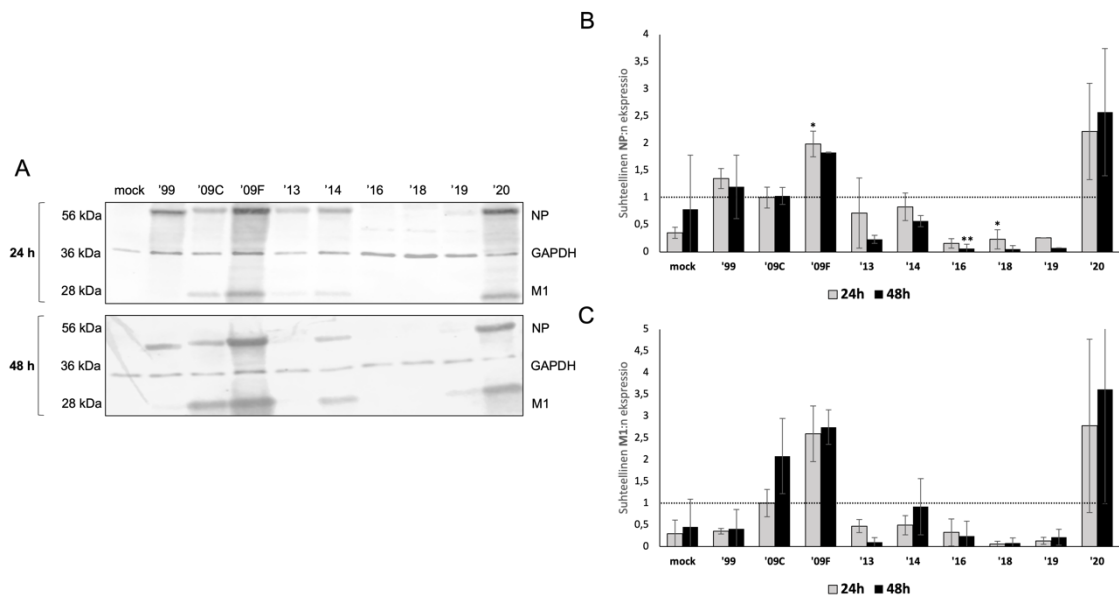 A
mock '99 '09C '09F '13 '14 '16 '18 '19 '20
24 h
56 kDa NP
36 kDa GAPDH
28 kDa M1
48 h
56 kDa NP
36 kDa GAPDH
28 kDa M1
B
Suhteellinen NP:n ekspressio
4
3,5
3
2,5
2
1,5
1
0,5
0
*
** *
mock '99 '09C '09F '13 '14 '16 '18 '19 '20
24h 48h
C
Suhteellinen M1:n ekspressio
5
4,5
4
3,5
3
2,5
2
1,5
1
0,5
0
mock '99 '09C '09F '13 '14 '16 '18 '19 '20
24h 48h